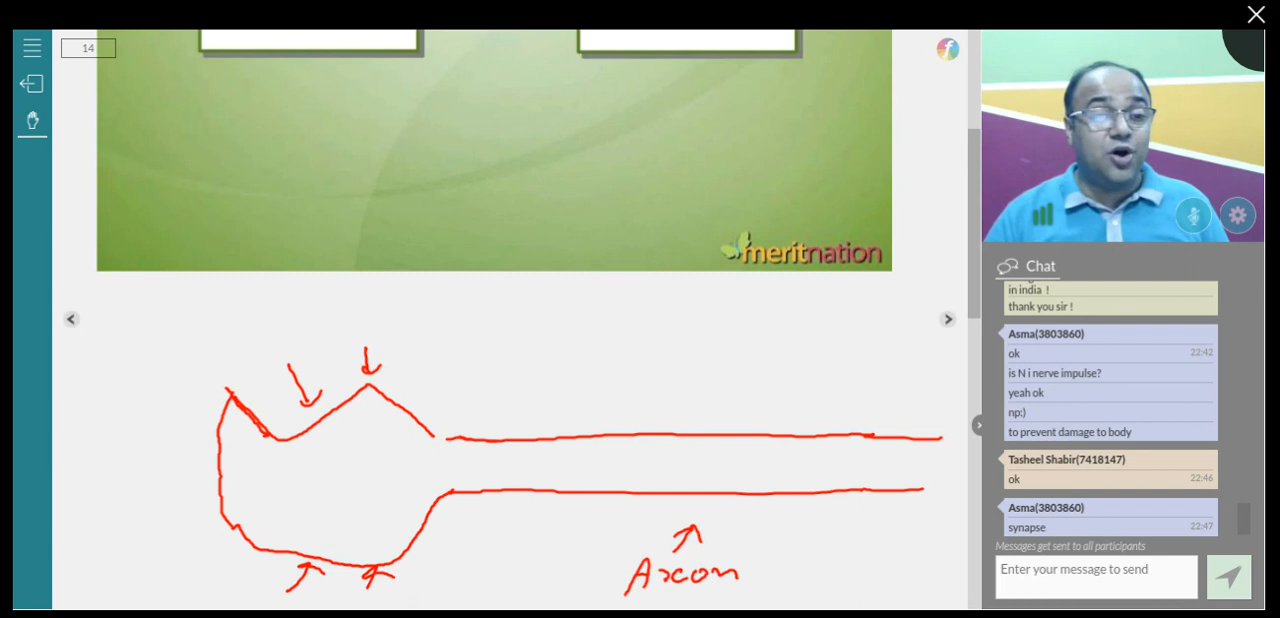 14
meritnation
Axon
Chat
in india !
thank you sir !
Asma(3803860)
ok 22:42
is N i nerve impulse?
yeah ok
np:)
to prevent damage to body
Tasheel Shabir(7418147)
ok 22:46
Asma(3803860)
synapse 22:47
Messages get sent to all participants
Enter your message to send